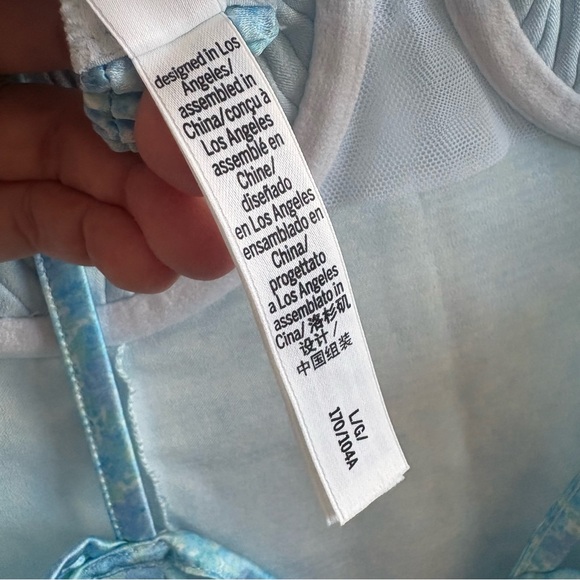 designed in Los
Angeles/
assembled in
China/conçu à
Los Angeles
assemblé en
Chine/
diseñado
en Los Angeles
ensamblado en
China/
progettato
a Los Angeles
assemblato in
Cina/洛杉矶
设计/
中国组装
L/G/
170/104A